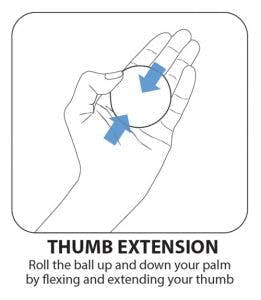 THUMB EXTENSION
Roll the ball up and down your palm
by flexing and extending your thumb